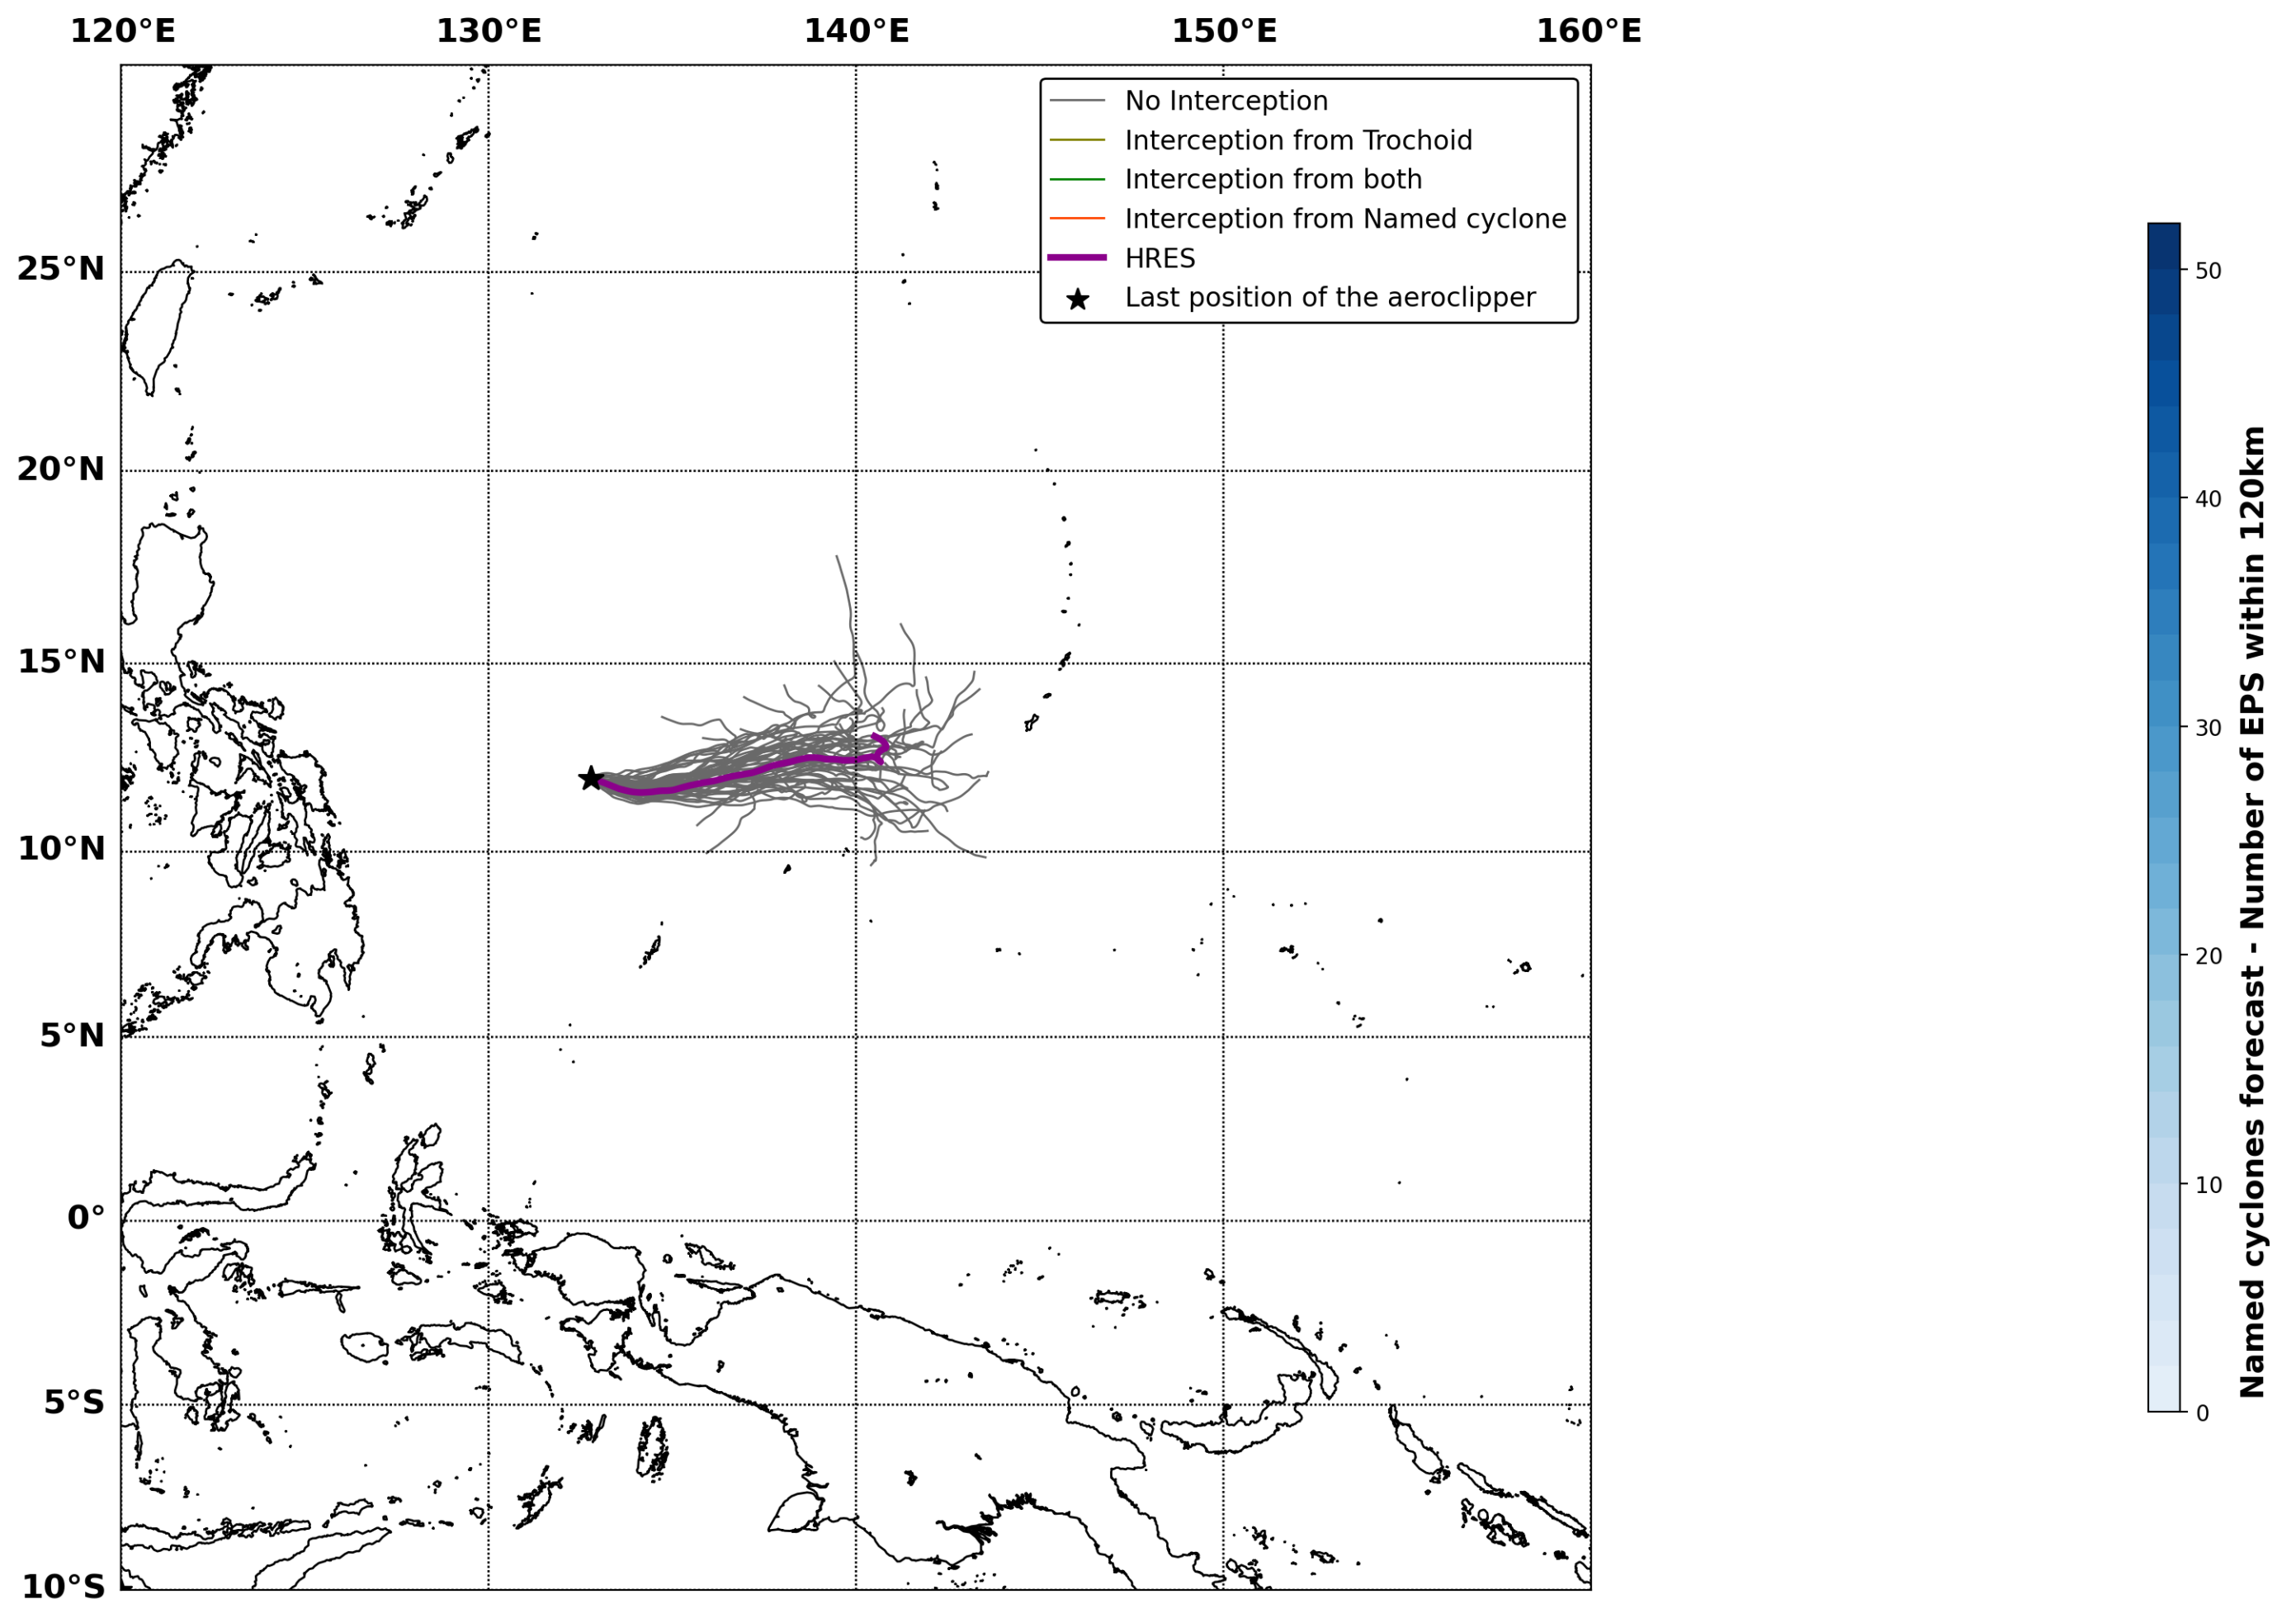 120°E 130°E 140°E 150°E 160°E
No Interception
Interception from Trochoid
Interception from both
Interception from Named cyclone
HRES
Last position of the aeroclipper
25°N
20°N
15°N
10°N
5°N
0°
5°S
10°S
50
40
30
20
10
0
Named cyclones forecast - Number of EPS within 120km